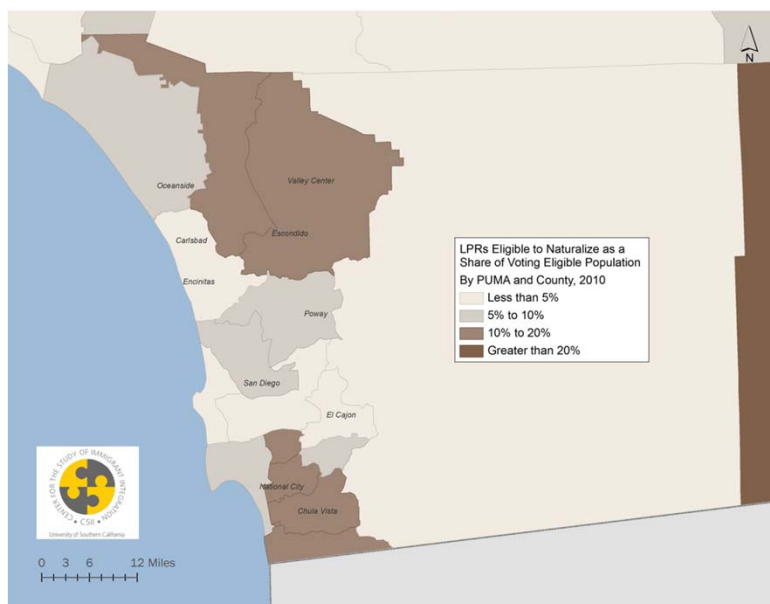 N
Oceanside
Valley Center
Carlsbad
Escondido
Encinitas
LPRs Eligible to Naturalize as a
Share of Voting Eligible Population
By PUMA and County, 2010
Less than 5%
5% to 10%
10% to 20%
Greater than 20%
Poway
San Diego
El Cajon
National City
Chula Vista
CENTER FOR THE STUDY OF IMMIGRANT INTEGRATION
CSII
University of Southern California
0 3 6 12 Miles